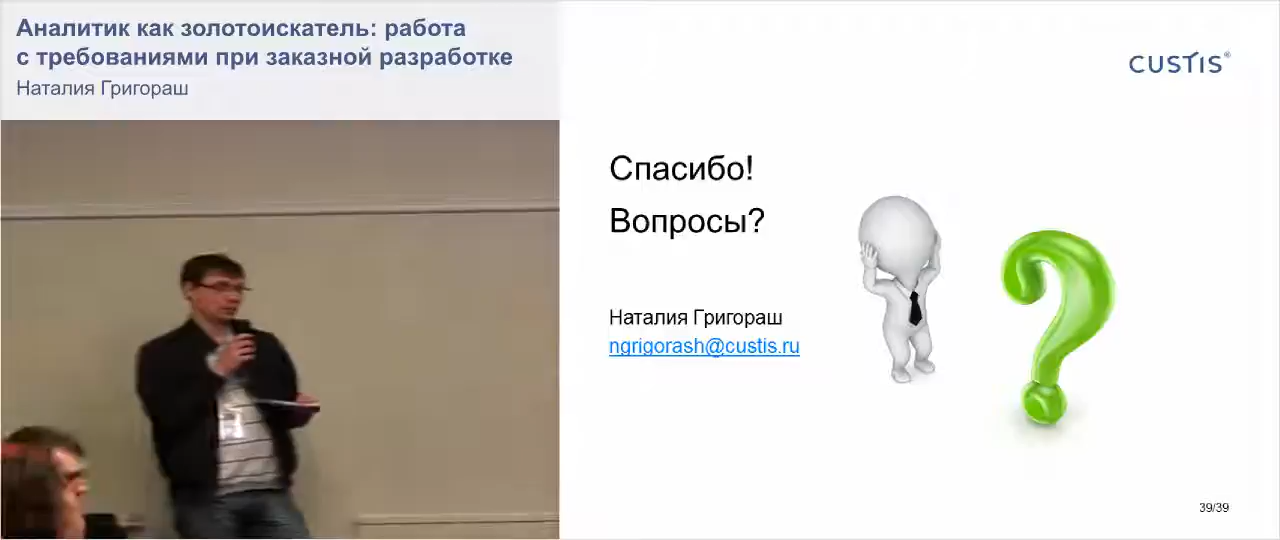 Аналитик как золотоискатель: работа
с требованиями при заказной разработке
Наталия Григораш
CUSTIS®
Спасибо!
Вопросы?
Наталия Григораш
ngrigorash@custis.ru
39/39